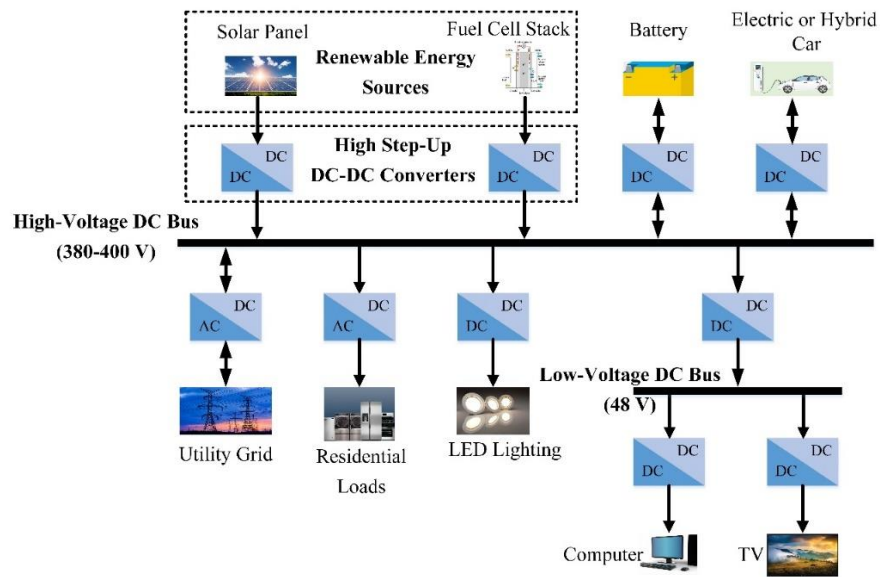 Solar Panel
Fuel Cell Stack
Battery
Electric or Hybrid
Car
Renewable Energy
Sources
DC
DC
DC
DC
DC
DC
DC
DC
High Step-Up
DC-DC Converters
High-Voltage DC Bus
(380-400 V)
DC
AC
DC
AC
DC
DC
DC
DC
Low-Voltage DC Bus
(48 V)
Utility Grid
Residential
Loads
LED Lighting
DC
DC
DC
DC
Computer
TV